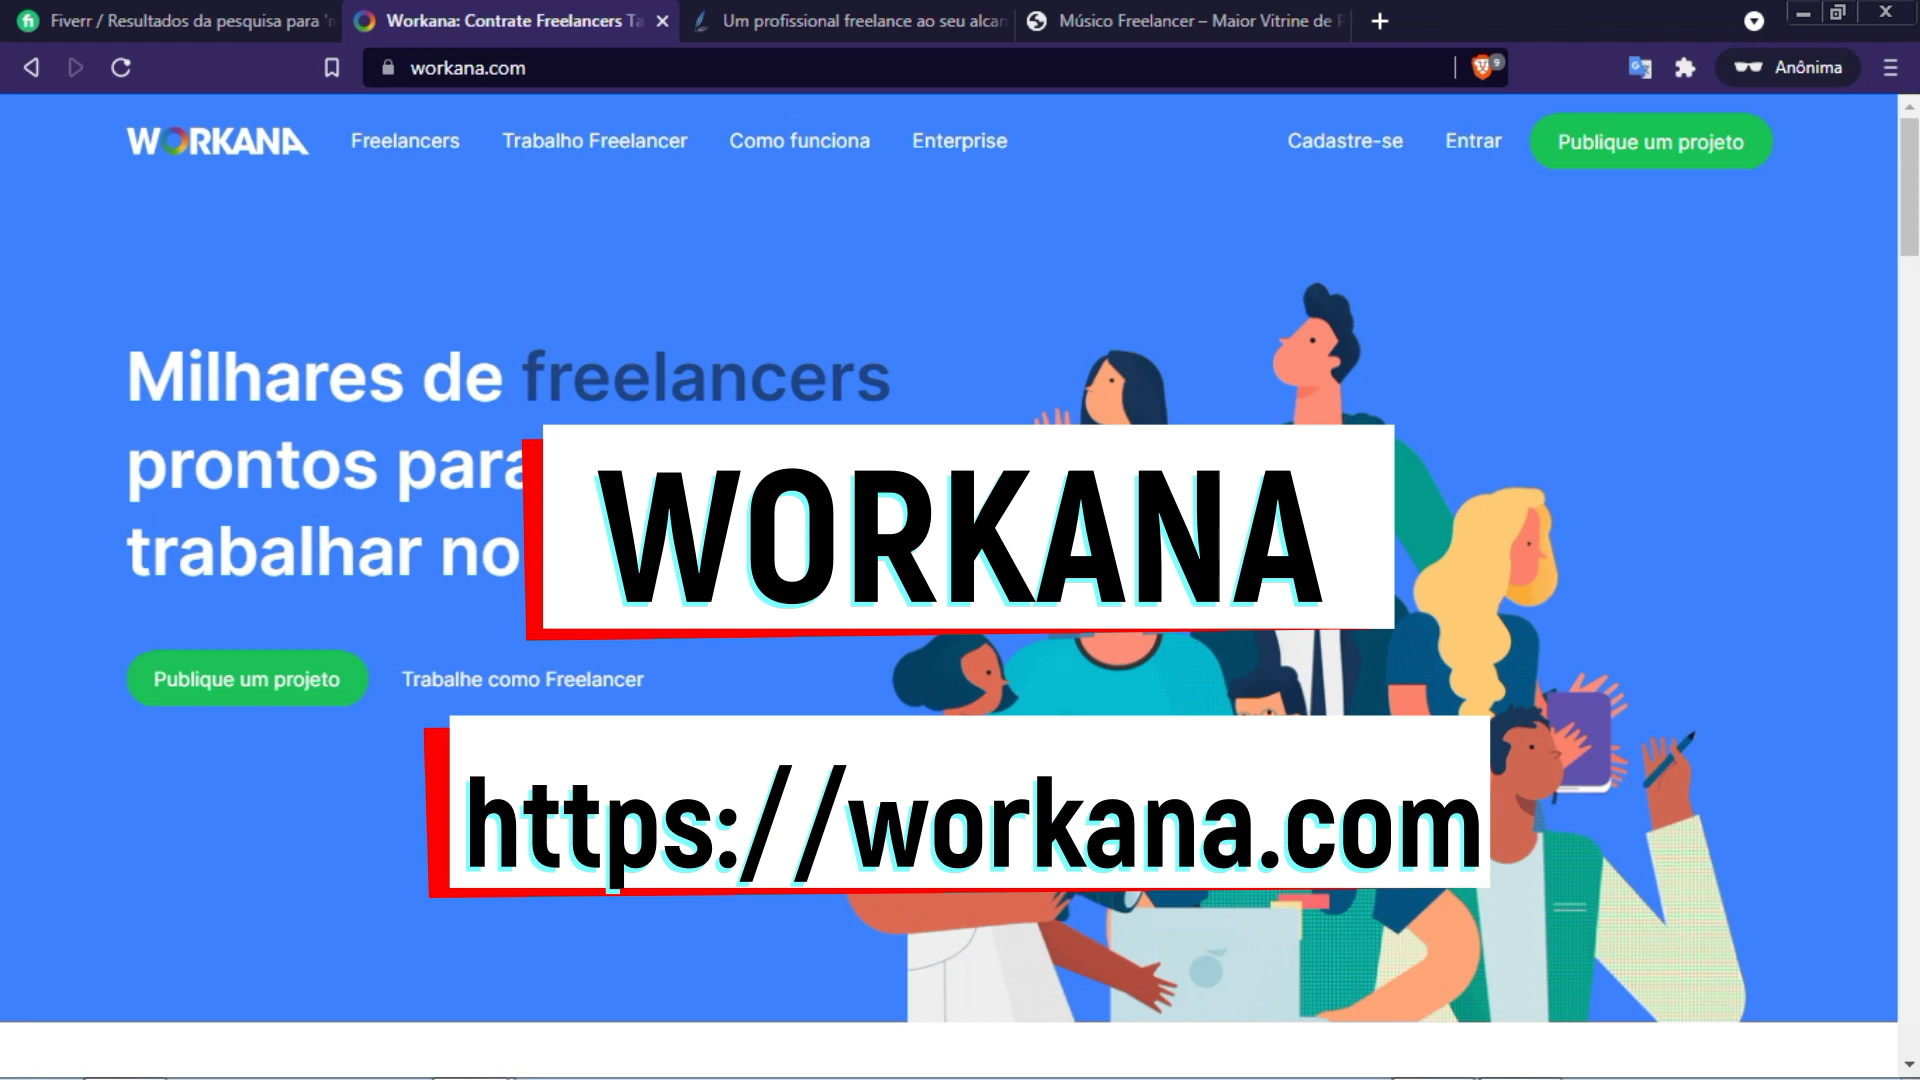 Fiverr / Resultados da pesquisa para
Workana: Contrate Freelancers Ta
Um profissional freelance ao seu alcan
Músico Freelancer – Maior Vitrine de P
workana.com
9
Anônima
WORKANA
Freelancers
Trabalho Freelancer
Como funciona
Enterprise
Cadastre-se
Entrar
Publique um projeto
Milhares de freelancers
prontos para
trabalhar no
WORKANA
Publique um projeto
Trabalhe como Freelancer
https://workana.com